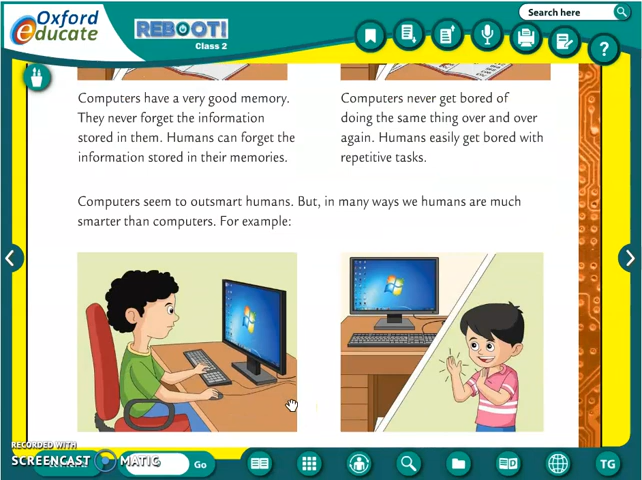 Oxford
educate
REBOOT!
Class 2
Search here
?
Computers have a very good memory.
They never forget the information
stored in them. Humans can forget the
information stored in their memories.
Computers never get bored of
doing the same thing over and over
again. Humans easily get bored with
repetitive tasks.
Computers seem to outsmart humans. But, in many ways we humans are much
smarter than computers. For example:
RECORDED WITH
SCREENCAST MATIC
Go
D
TG